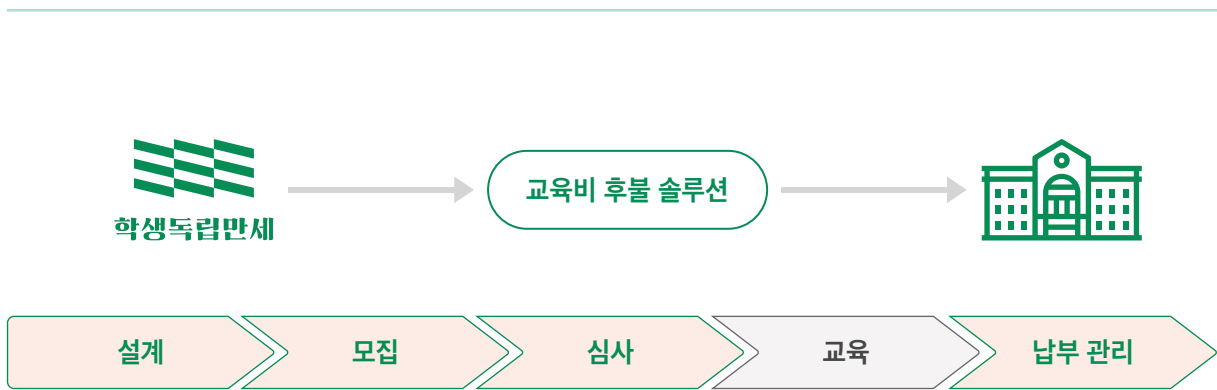 교육비 후불 솔루션
학생독립만세
설계
모집
심사
교육
납부 관리